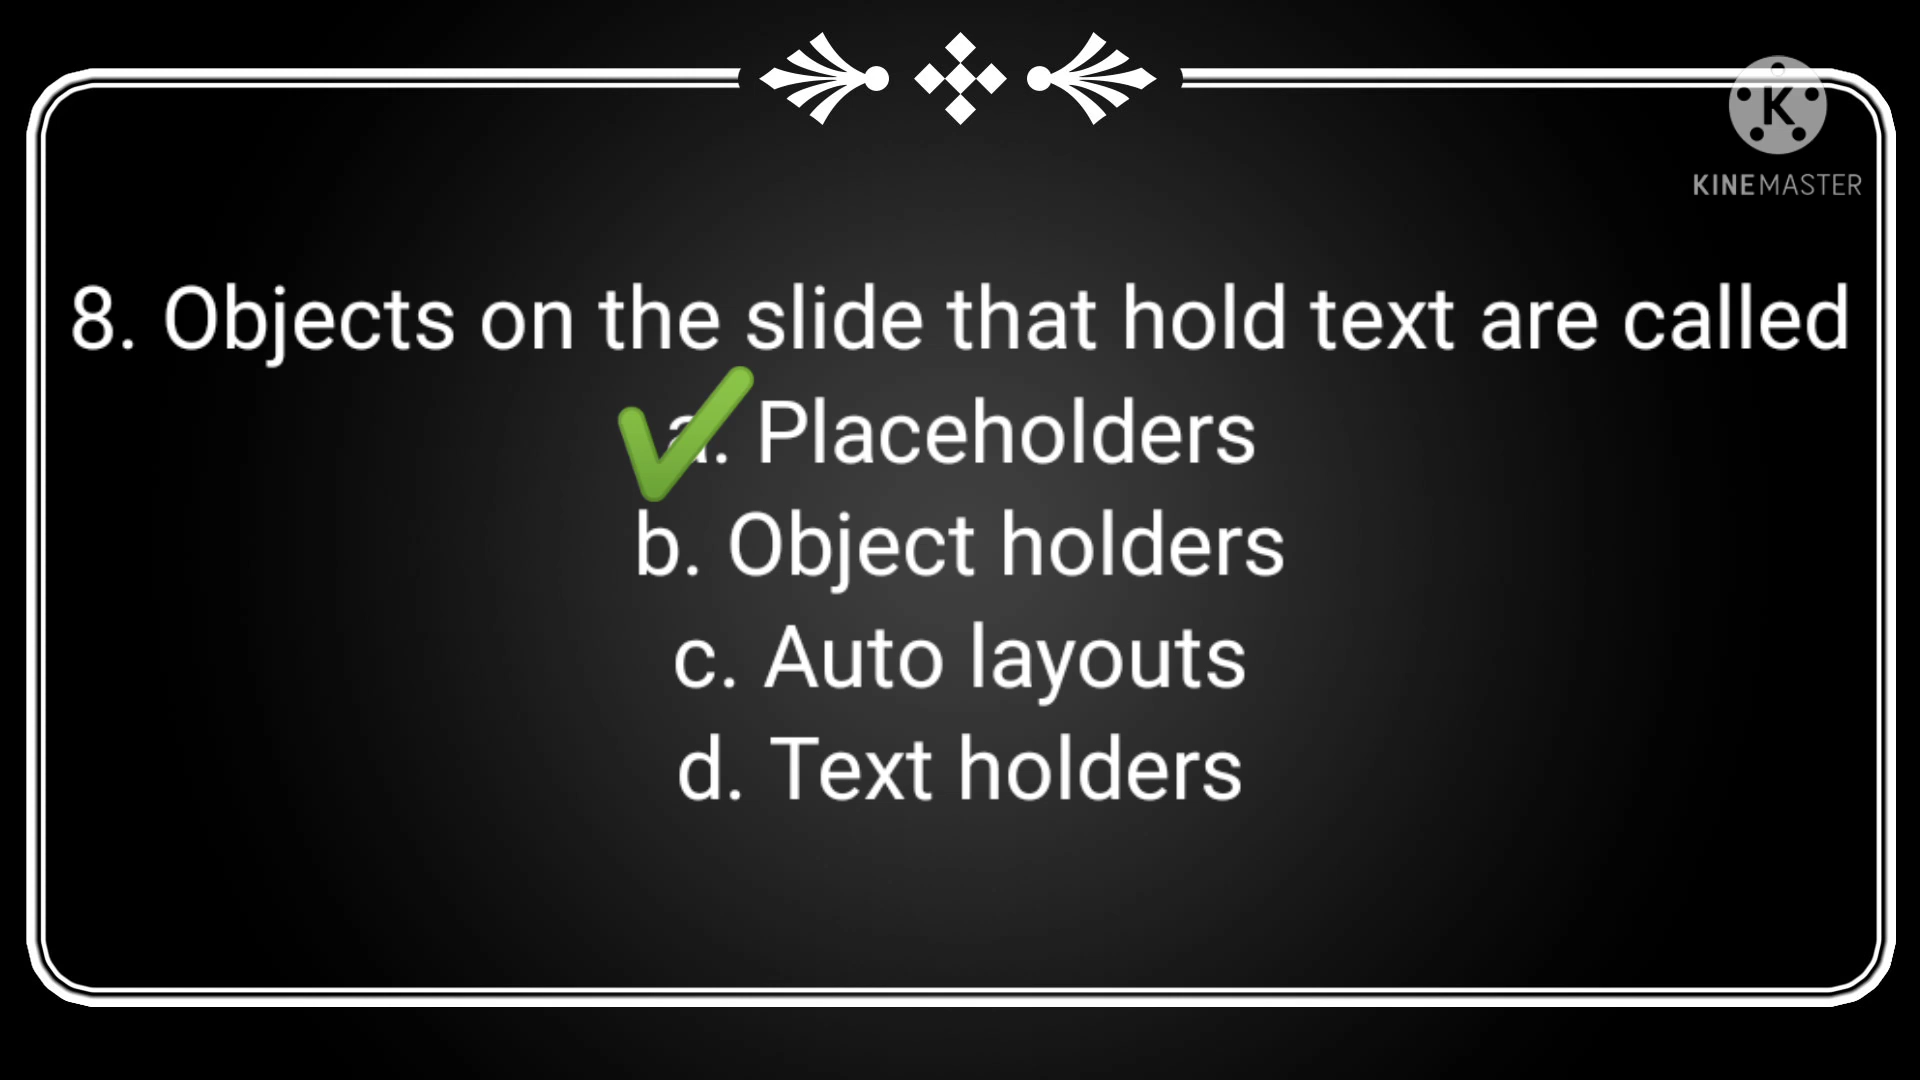 K
KINEMASTER
8. Objects on the slide that hold text are called
a. Placeholders
b. Object holders
c. Auto layouts
d. Text holders